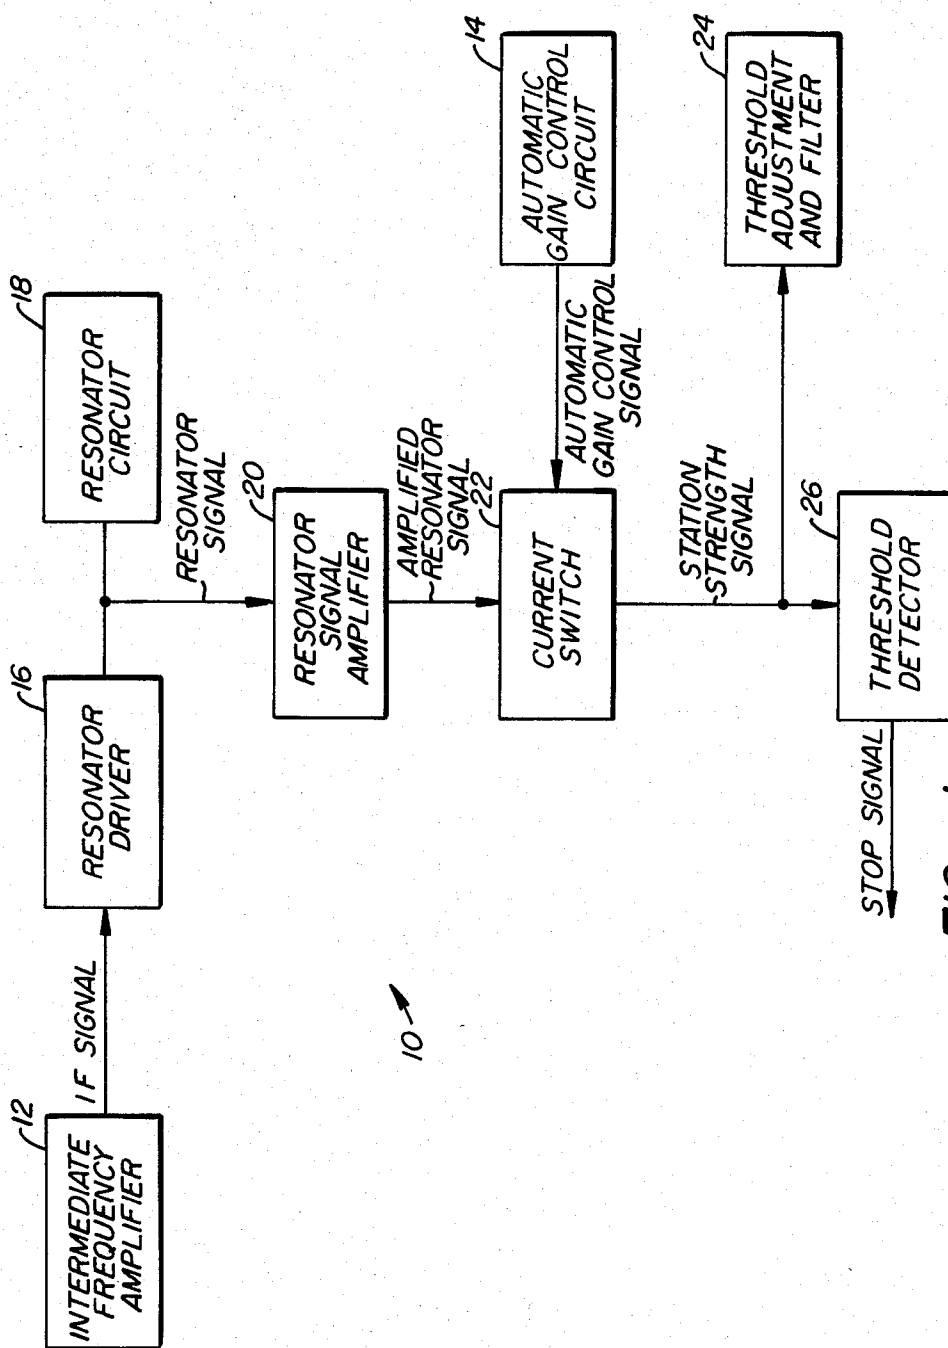 12
INTERMEDIATE
FREQUENCY
AMPLIFIER
IF SIGNAL
16
RESONATOR
DRIVER
18
RESONATOR
CIRCUIT
RESONATOR
SIGNAL
20
RESONATOR
SIGNAL
AMPLIFIER
AMPLIFIED
RESONATOR
SIGNAL
14
AUTOMATIC
GAIN CONTROL
CIRCUIT
AUTOMATIC
GAIN CONTROL
SIGNAL
22
CURRENT
SWITCH
10
STATION
STRENGTH
SIGNAL
24
THRESHOLD
ADJUSTMENT
AND FILTER
26
THRESHOLD
DETECTOR
STOP SIGNAL